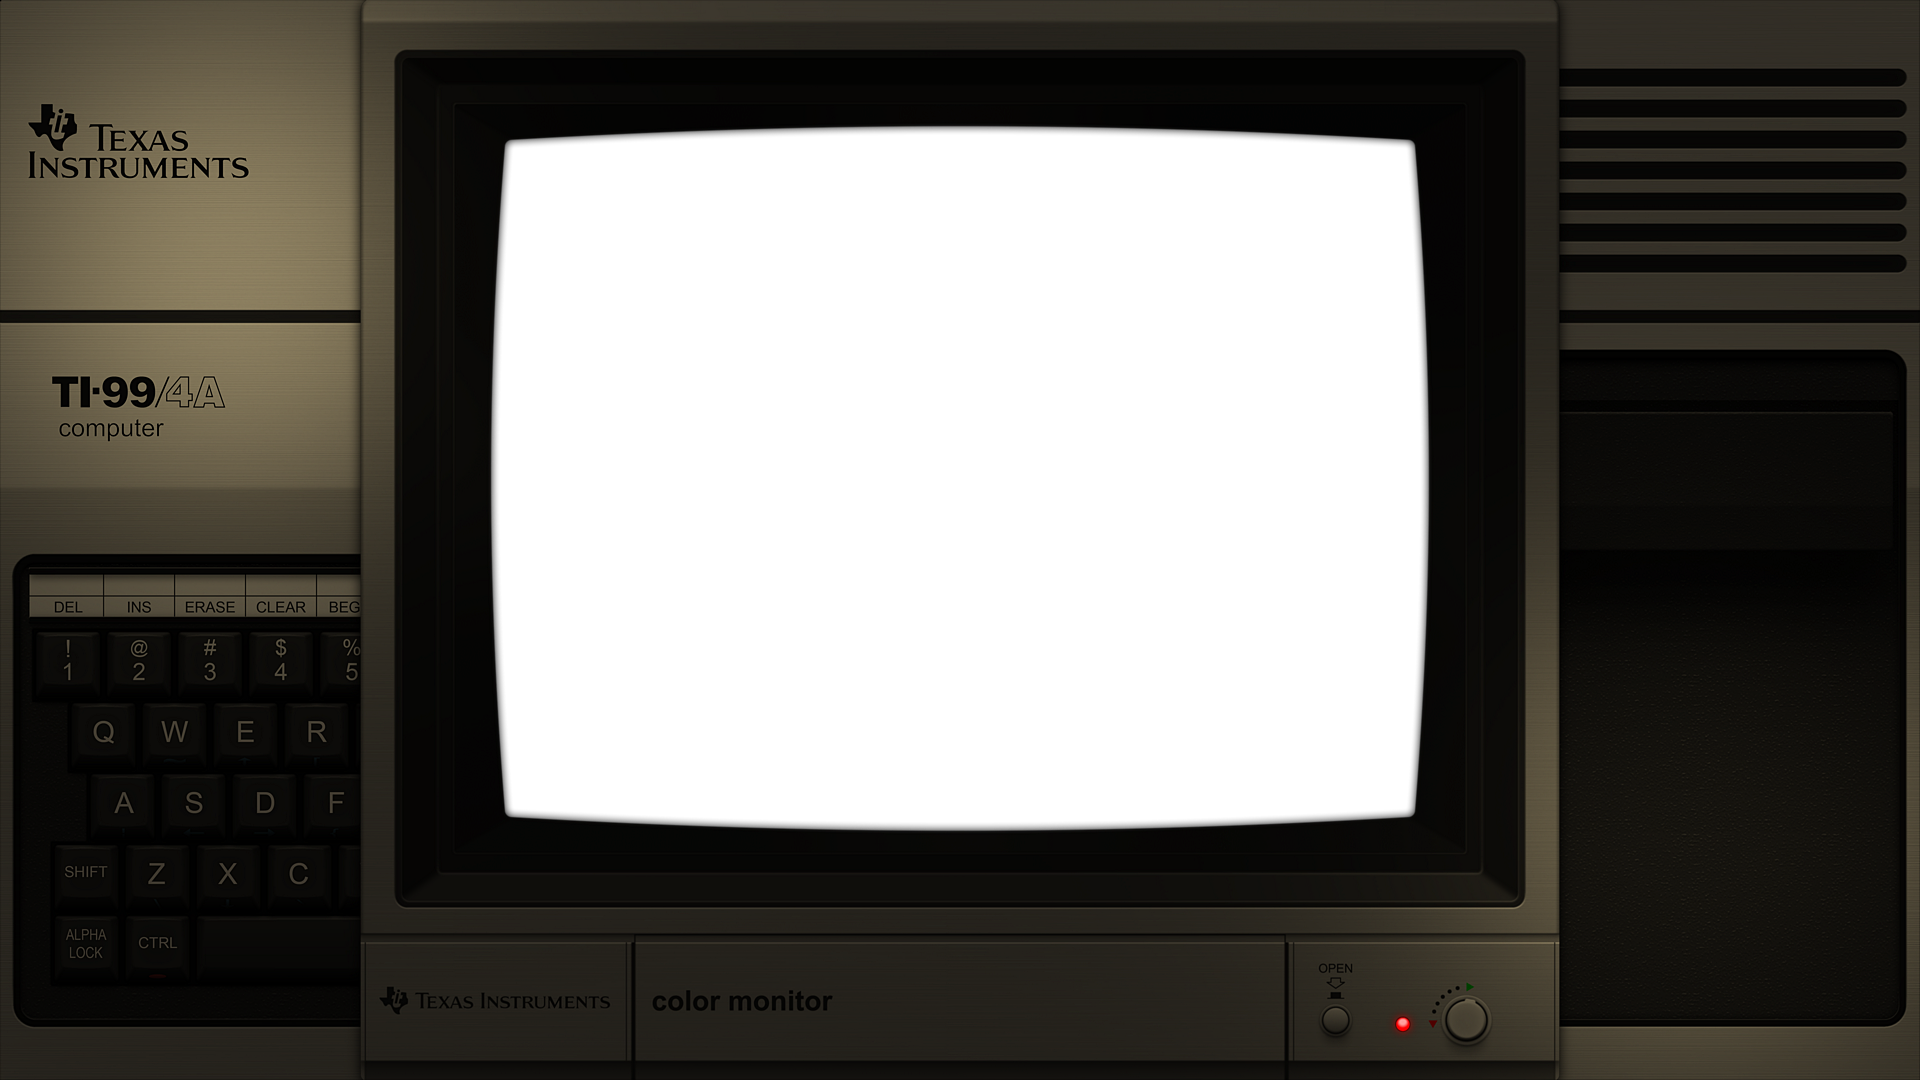 TEXAS
INSTRUMENTS
TI-99/4A
computer
DEL INS ERASE CLEAR BEG
! @ # $ %
1 2 3 4 5
Q W E R
A S D F
SHIFT Z X C
ALPHA
LOCK
CTRL
TEXAS INSTRUMENTS
color monitor
OPEN